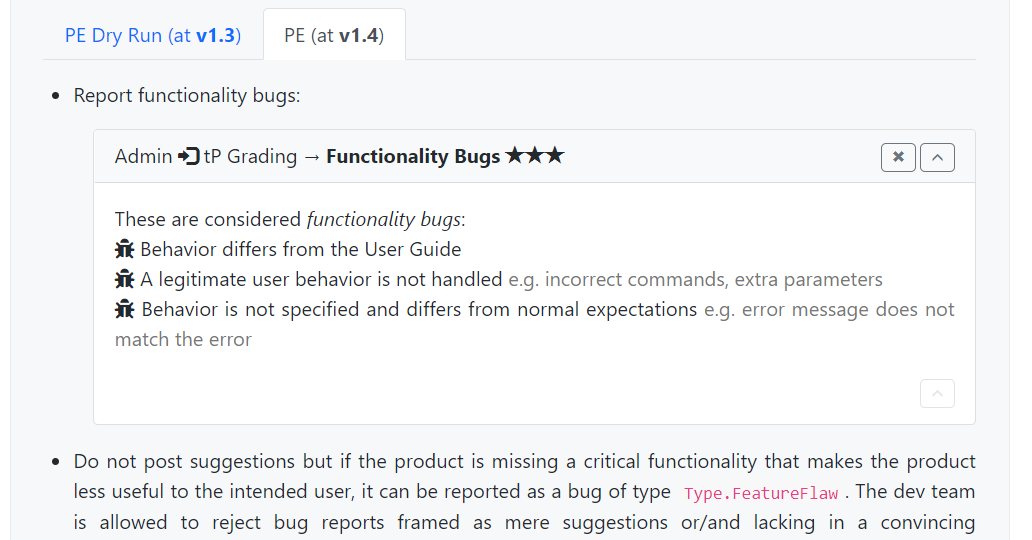 PE Dry Run (at v1.3)
PE (at v1.4)
Report functionality bugs:
Admin tP Grading → Functionality Bugs ★★★
These are considered functionality bugs:
Behavior differs from the User Guide
A legitimate user behavior is not handled e.g. incorrect commands, extra parameters
Behavior is not specified and differs from normal expectations e.g. error message does not
match the error
Do not post suggestions but if the product is missing a critical functionality that makes the product
less useful to the intended user, it can be reported as a bug of type Type.FeatureFlaw . The dev team
is allowed to reject bug reports framed as mere suggestions or/and lacking in a convincing